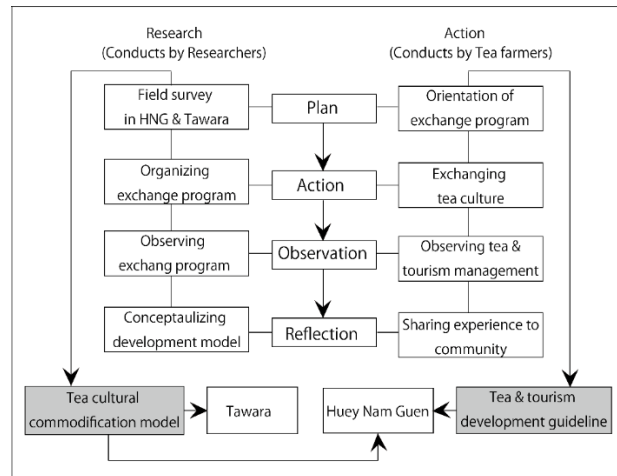 Research
(Conducts by Researchers)
Action
(Conducts by Tea farmers)
Field survey
in HNG & Tawara
Plan
Orientation of
exchange program
Organizing
exchange program
Action
Exchanging
tea culture
Observing
exchang program
Observation
Observing tea &
tourism management
Conceptaulizing
development model
Reflection
Sharing experience to
community
Tea cultural
commodification model
Tawara
Huey Nam Guen
Tea & tourism
development guideline